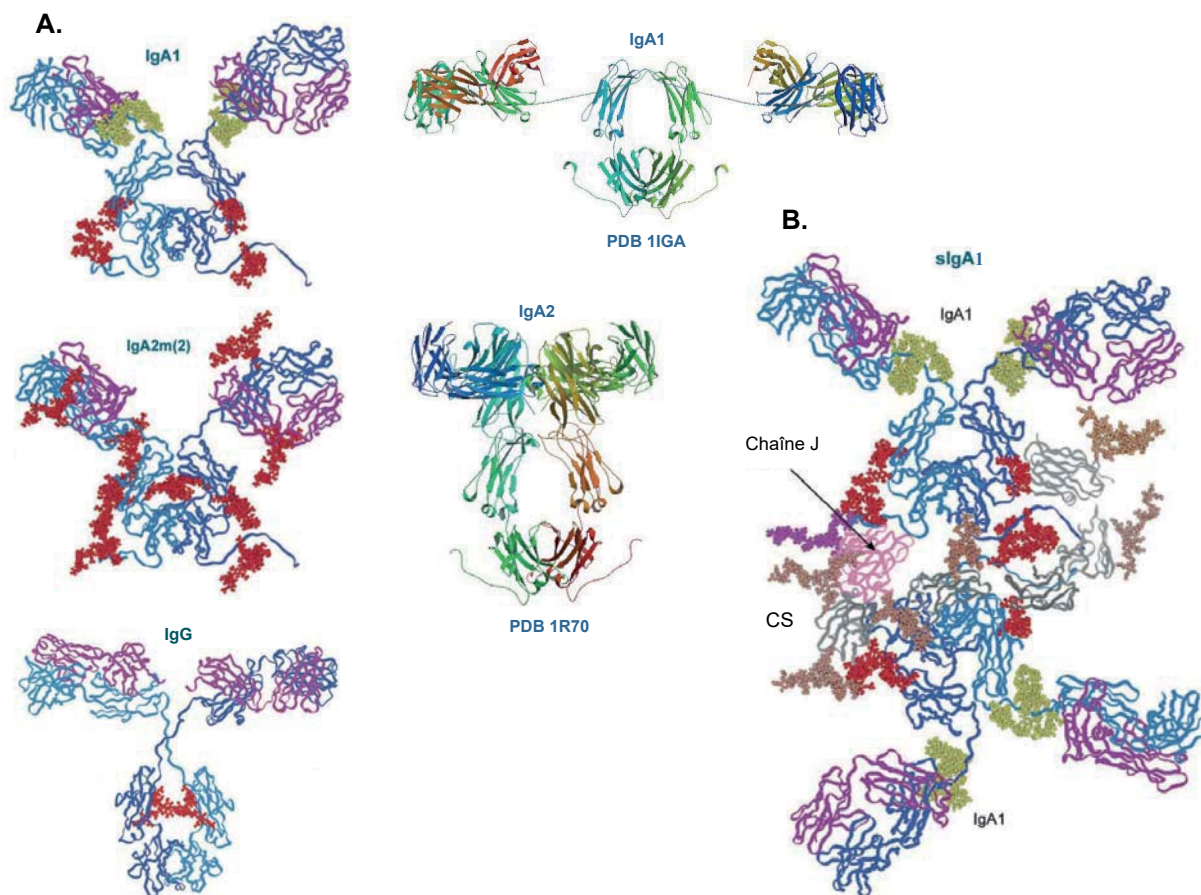 A.
IgA1
IgA1
PDB 1IGA
B.
sIgA1
IgA1
IgA2m(2)
IgA2
Chaîne J
CS
IgG
PDB 1R70
IgA1